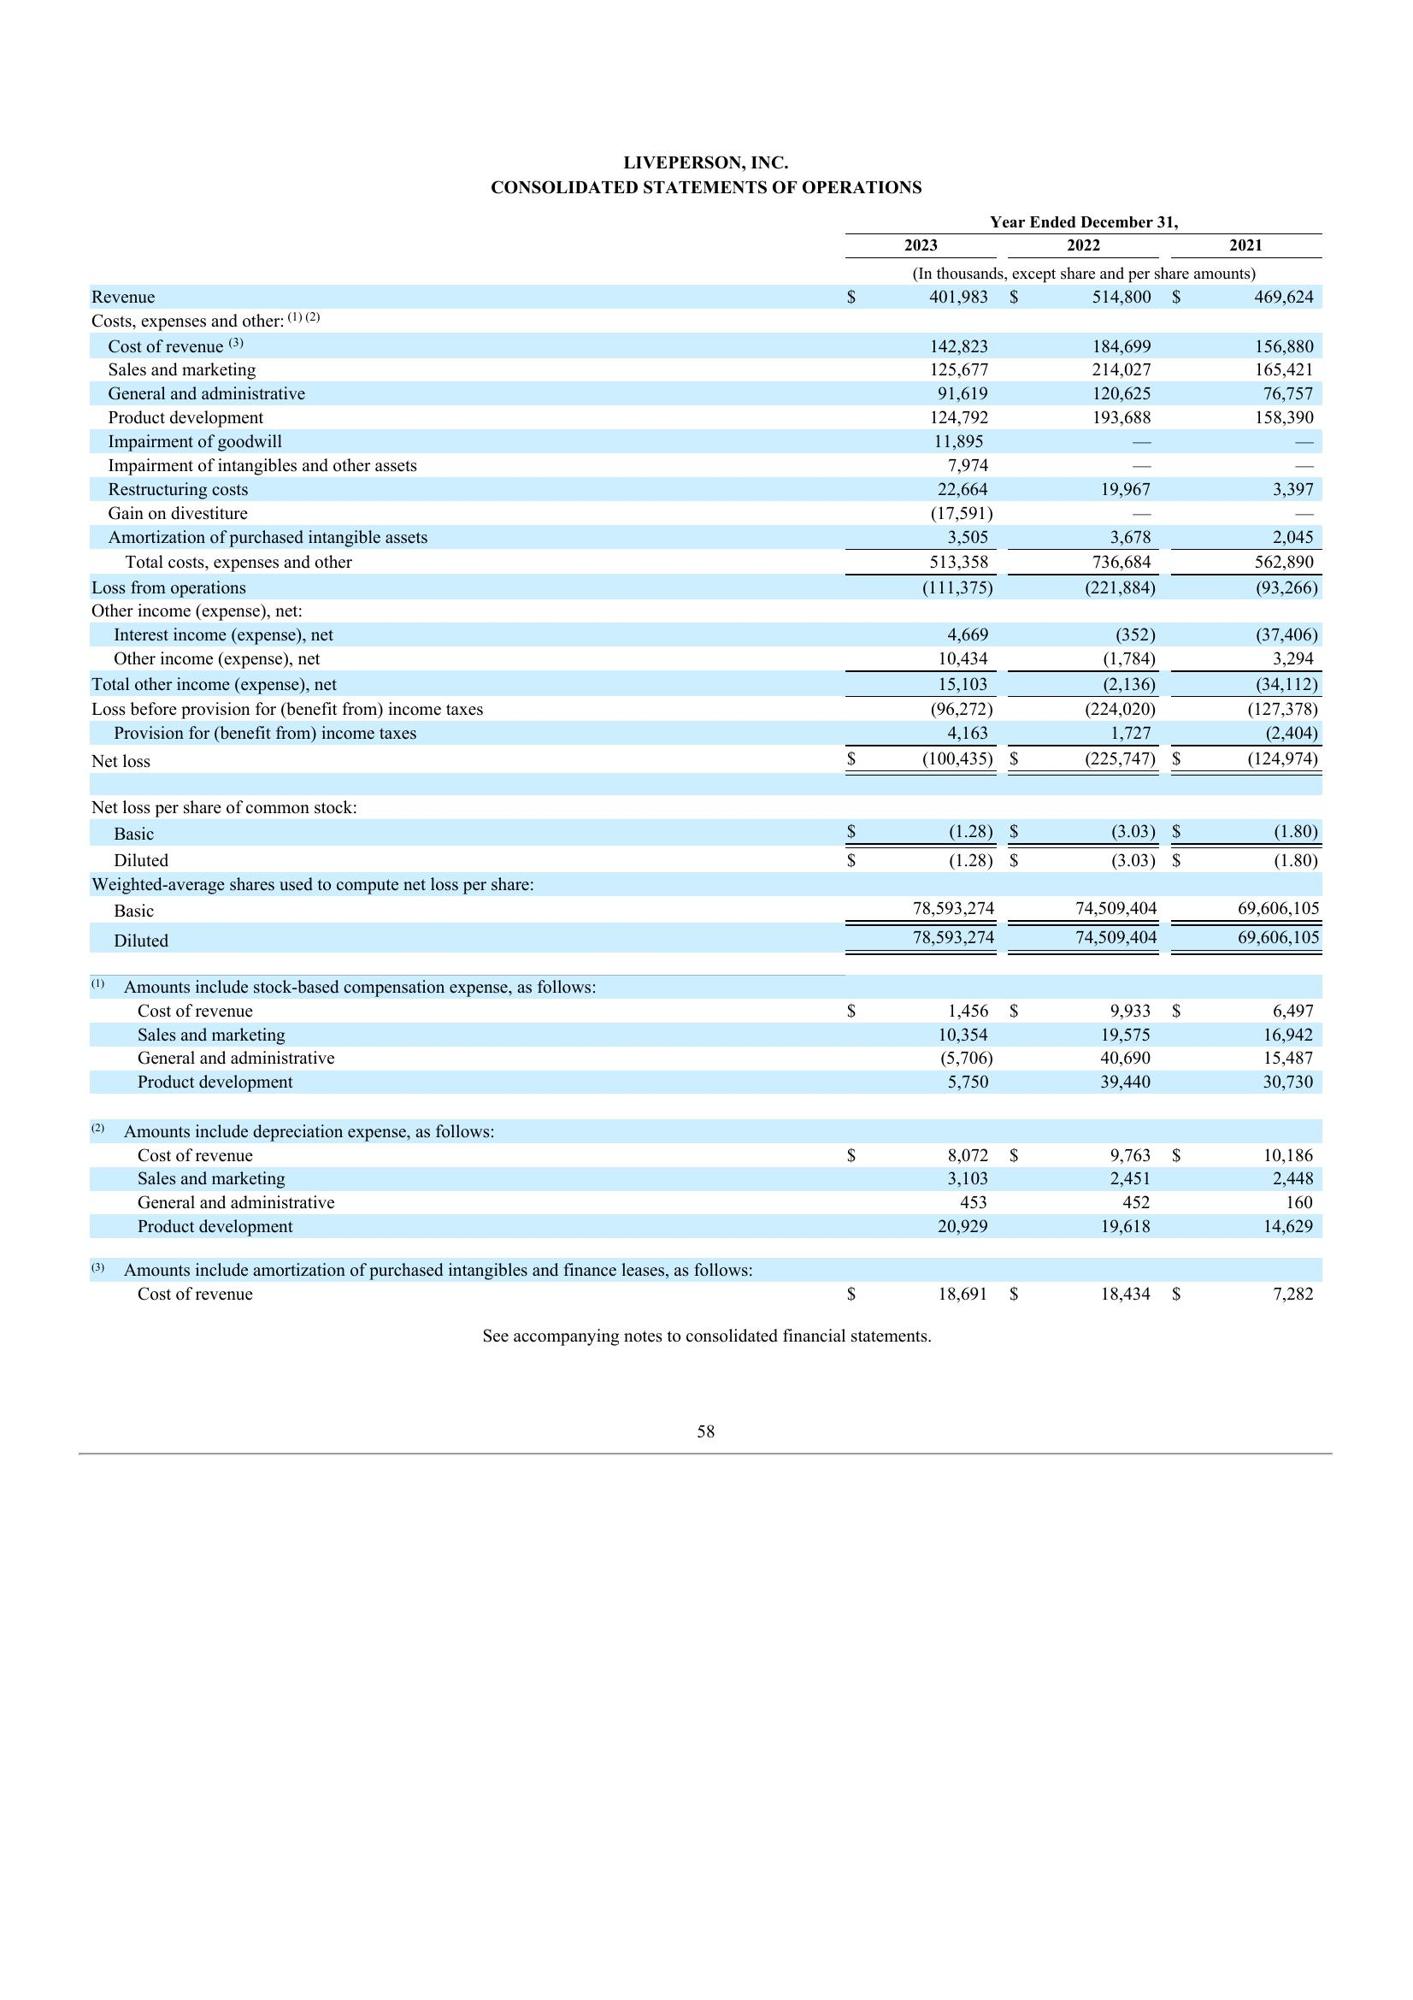 LIVEPERSON, INC.
CONSOLIDATED STATEMENTS OF OPERATIONS
Year Ended December 31,
2023 2022 2021
(In thousands, except share and per share amounts)
Revenue $ 401,983 $ 514,800 $ 469,624
Costs, expenses and other: (1) (2)
Cost of revenue (3) 142,823 184,699 156,880
Sales and marketing 125,677 214,027 165,421
General and administrative 91,619 120,625 76,757
Product development 124,792 193,688 158,390
Impairment of goodwill 11,895 — —
Impairment of intangibles and other assets 7,974 — —
Restructuring costs 22,664 19,967 3,397
Gain on divestiture (17,591) — —
Amortization of purchased intangible assets 3,505 3,678 2,045
Total costs, expenses and other 513,358 736,684 562,890
Loss from operations (111,375) (221,884) (93,266)
Other income (expense), net:
Interest income (expense), net 4,669 (352) (37,406)
Other income (expense), net 10,434 (1,784) 3,294
Total other income (expense), net 15,103 (2,136) (34,112)
Loss before provision for (benefit from) income taxes (96,272) (224,020) (127,378)
Provision for (benefit from) income taxes 4,163 1,727 (2,404)
Net loss $ (100,435) $ (225,747) $ (124,974)
Net loss per share of common stock:
Basic $ (1.28) $ (3.03) $ (1.80)
Diluted $ (1.28) $ (3.03) $ (1.80)
Weighted-average shares used to compute net loss per share:
Basic 78,593,274 74,509,404 69,606,105
Diluted 78,593,274 74,509,404 69,606,105
(1) Amounts include stock-based compensation expense, as follows:
Cost of revenue $ 1,456 $ 9,933 $ 6,497
Sales and marketing 10,354 19,575 16,942
General and administrative (5,706) 40,690 15,487
Product development 5,750 39,440 30,730
(2) Amounts include depreciation expense, as follows:
Cost of revenue $ 8,072 $ 9,763 $ 10,186
Sales and marketing 3,103 2,451 2,448
General and administrative 453 452 160
Product development 20,929 19,618 14,629
(3) Amounts include amortization of purchased intangibles and finance leases, as follows:
Cost of revenue $ 18,691 $ 18,434 $ 7,282
See accompanying notes to consolidated financial statements.
58